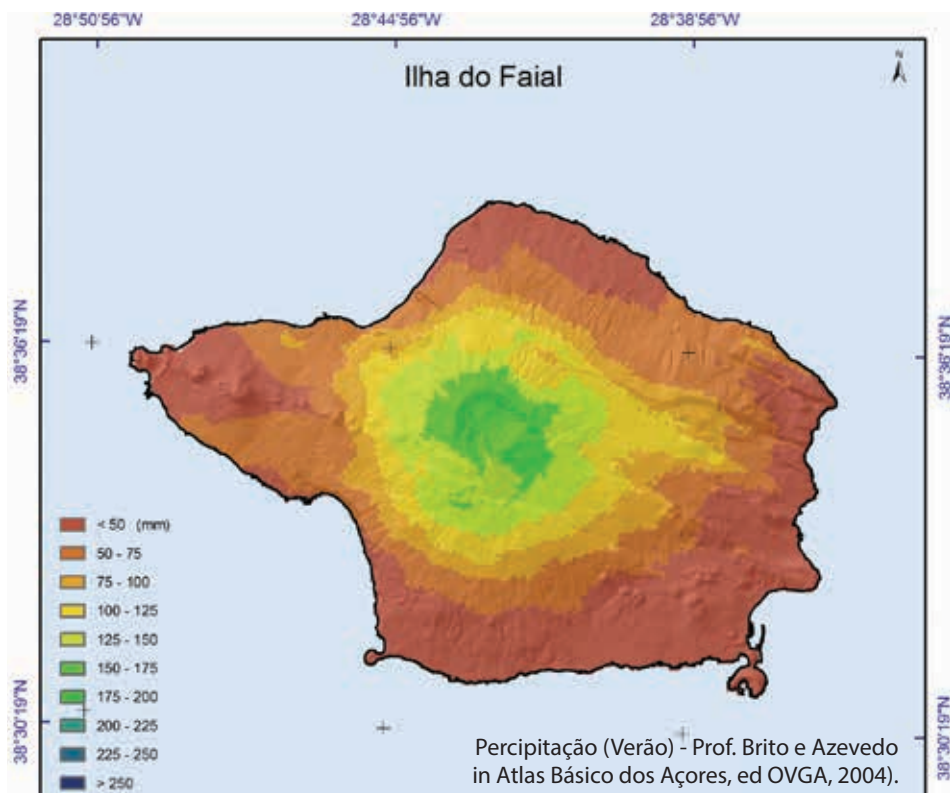 28°50'56"W 28°44'56"W 28°38'56"W
Ilha do Faial
N
38°36'19"N
38°36'19"N
< 50 (mm)
50 - 75
75 - 100
100 - 125
125 - 150
150 - 175
175 - 200
200 - 225
225 - 250
> 250
38°30'19"N
38°30'19"N
Percipitação (Verão) - Prof. Brito e Azevedo
in Atlas Básico dos Açores, ed OVGA, 2004).